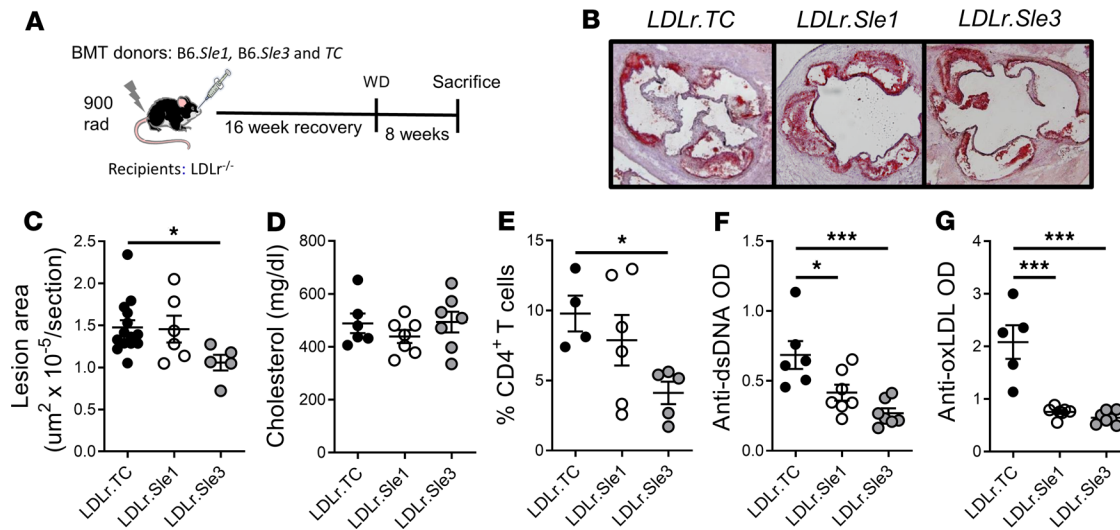 A
BMT donors: B6.Sle1, B6.Sle3 and TC
900
rad
WD
Sacrifice
16 week recovery
8 weeks
Recipients: LDLr-/-
B
LDLr.TC
LDLr.Sle1
LDLr.Sle3
C
Lesion area
(um² x 10⁻⁵/section)
2.5
2.0
1.5
1.0
0.5
0.0
*
LDLr.TC
LDLr.Sle1
LDLr.Sle3
D
Cholesterol (mg/dl)
800
600
400
200
0
LDLr.TC
LDLr.Sle1
LDLr.Sle3
E
% CD4⁺ T cells
15
10
5
0
*
LDLr.TC
LDLr.Sle1
LDLr.Sle3
F
Anti-dsDNA OD
1.5
1.0
0.5
0.0
***
*
LDLr.TC
LDLr.Sle1
LDLr.Sle3
G
Anti-oxLDL OD
4
3
2
1
0
***
***
LDLr.TC
LDLr.Sle1
LDLr.Sle3